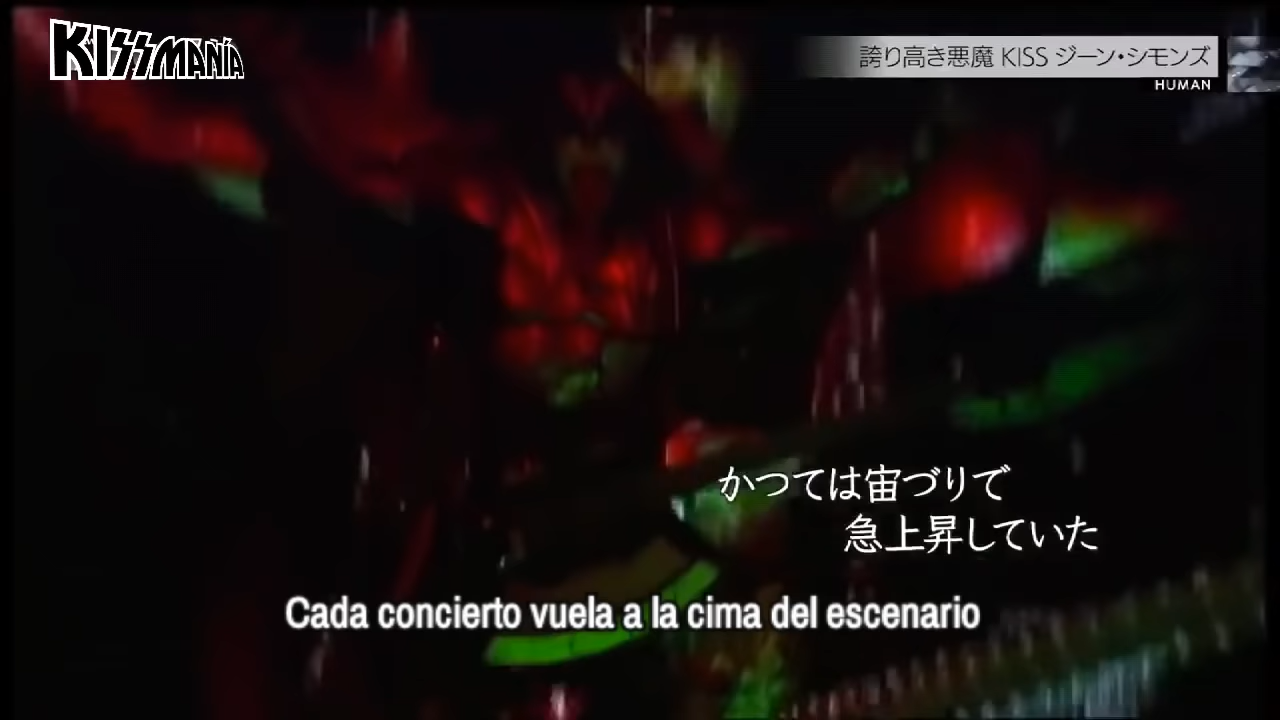 KISSMANIA
誇り高き悪魔 KISS ジーン・シモンズ
HUMAN
かつては宙づりで
急上昇していた
Cada concierto vuela a la cima del escenario